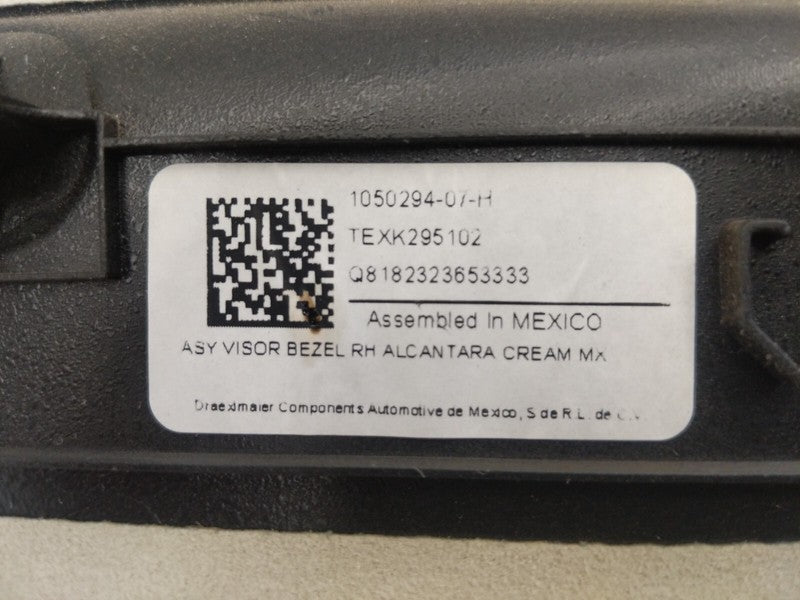 1050294-07-H
TEXK295102
Q8182323653333
Assembled In MEXICO
ASY VISOR BEZEL RH ALCANTARA CREAM MX
Draexlmaier Components Automotive de Mexico, S de R.L. de C.V.